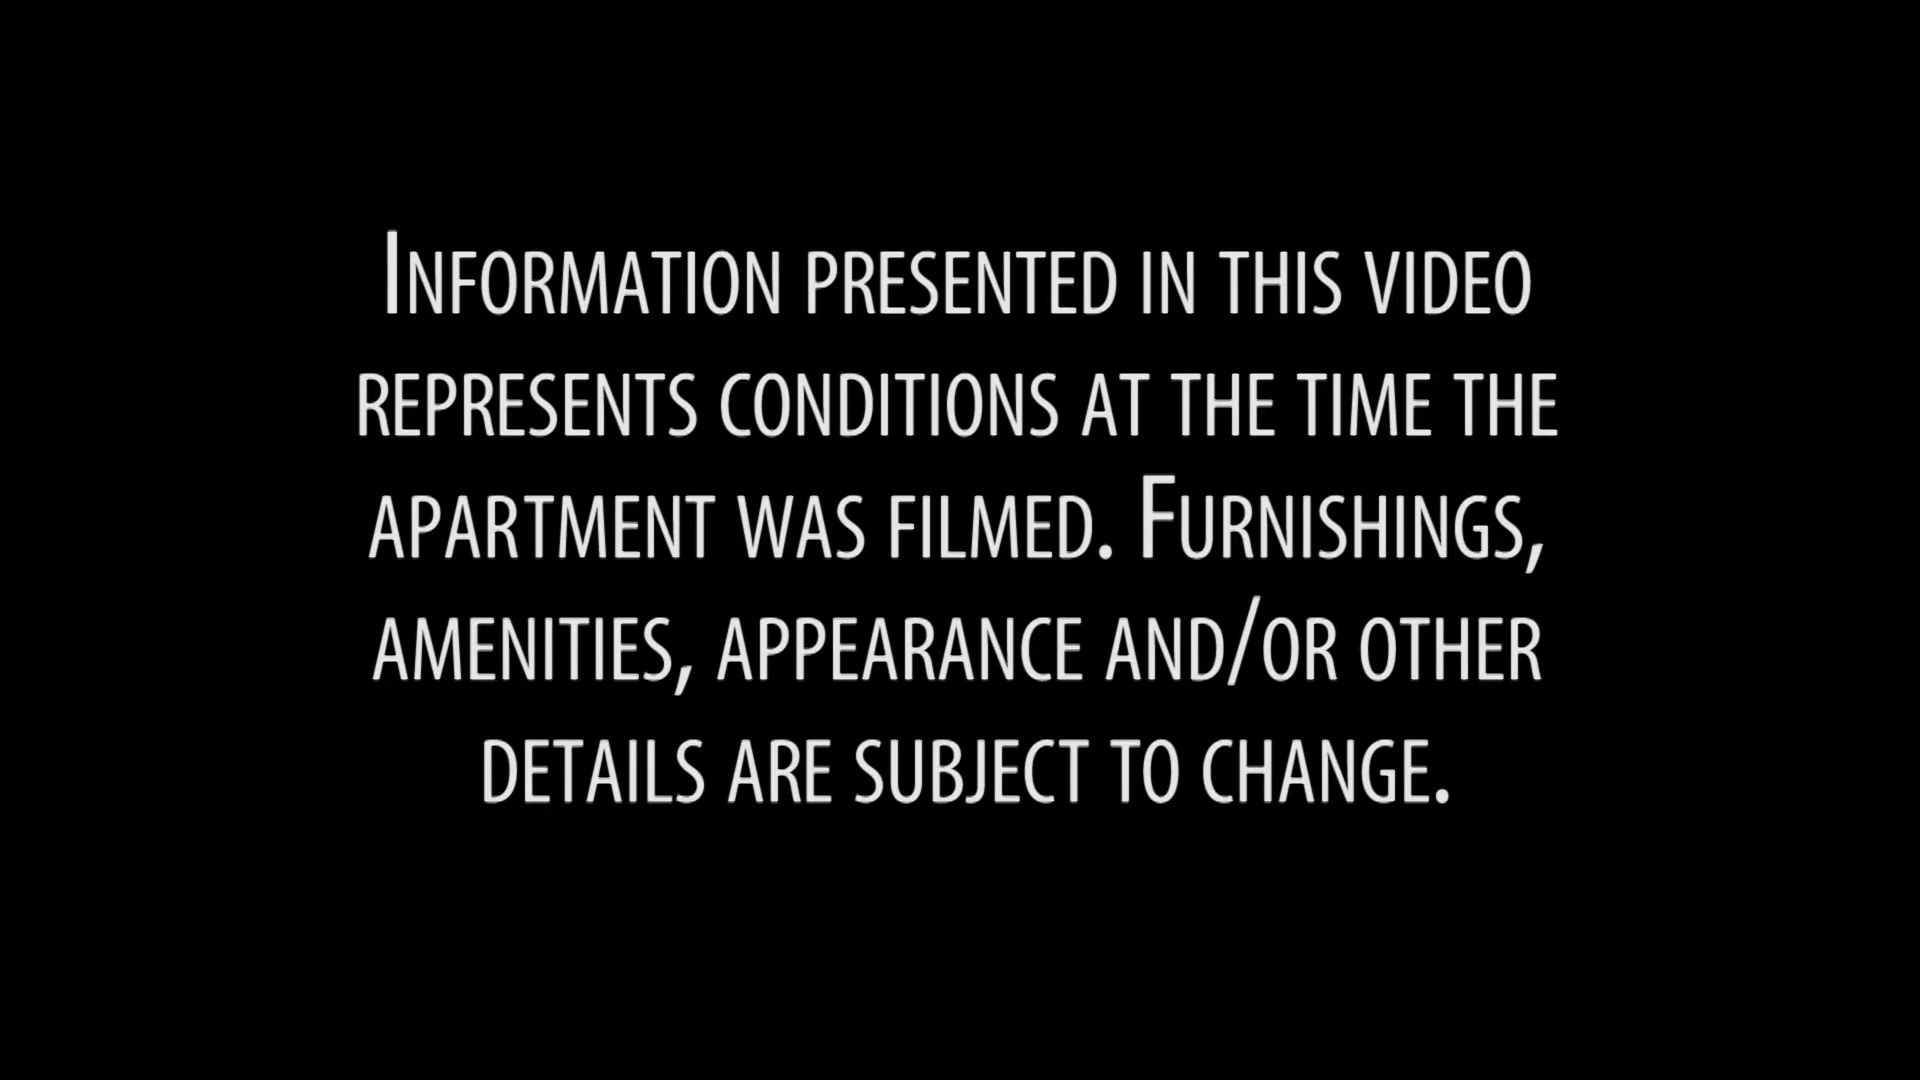 Information presented in this video
represents conditions at the time the
apartment was filmed. Furnishings,
amenities, appearance and/or other
details are subject to change.